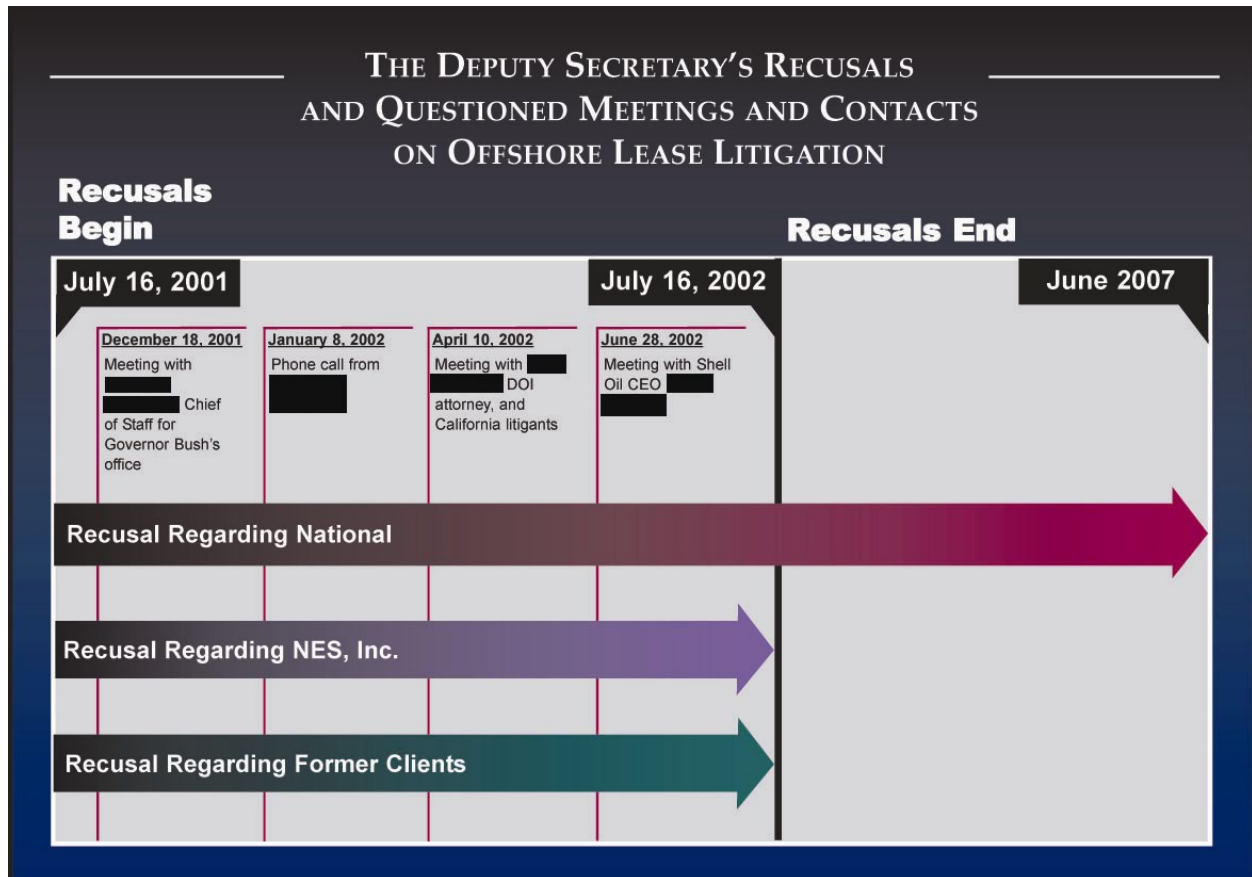 THE DEPUTY SECRETARY'S RECUSALS
AND QUESTIONED MEETINGS AND CONTACTS
ON OFFSHORE LEASE LITIGATION
Recusals
Begin
Recusals End
July 16, 2001
July 16, 2002
June 2007
December 18, 2001
Meeting with
Chief
of Staff for
Governor Bush's
office
January 8, 2002
Phone call from
April 10, 2002
Meeting with
DOI
attorney, and
California litigants
June 28, 2002
Meeting with Shell
Oil CEO
Recusal Regarding National
Recusal Regarding NES, Inc.
Recusal Regarding Former Clients